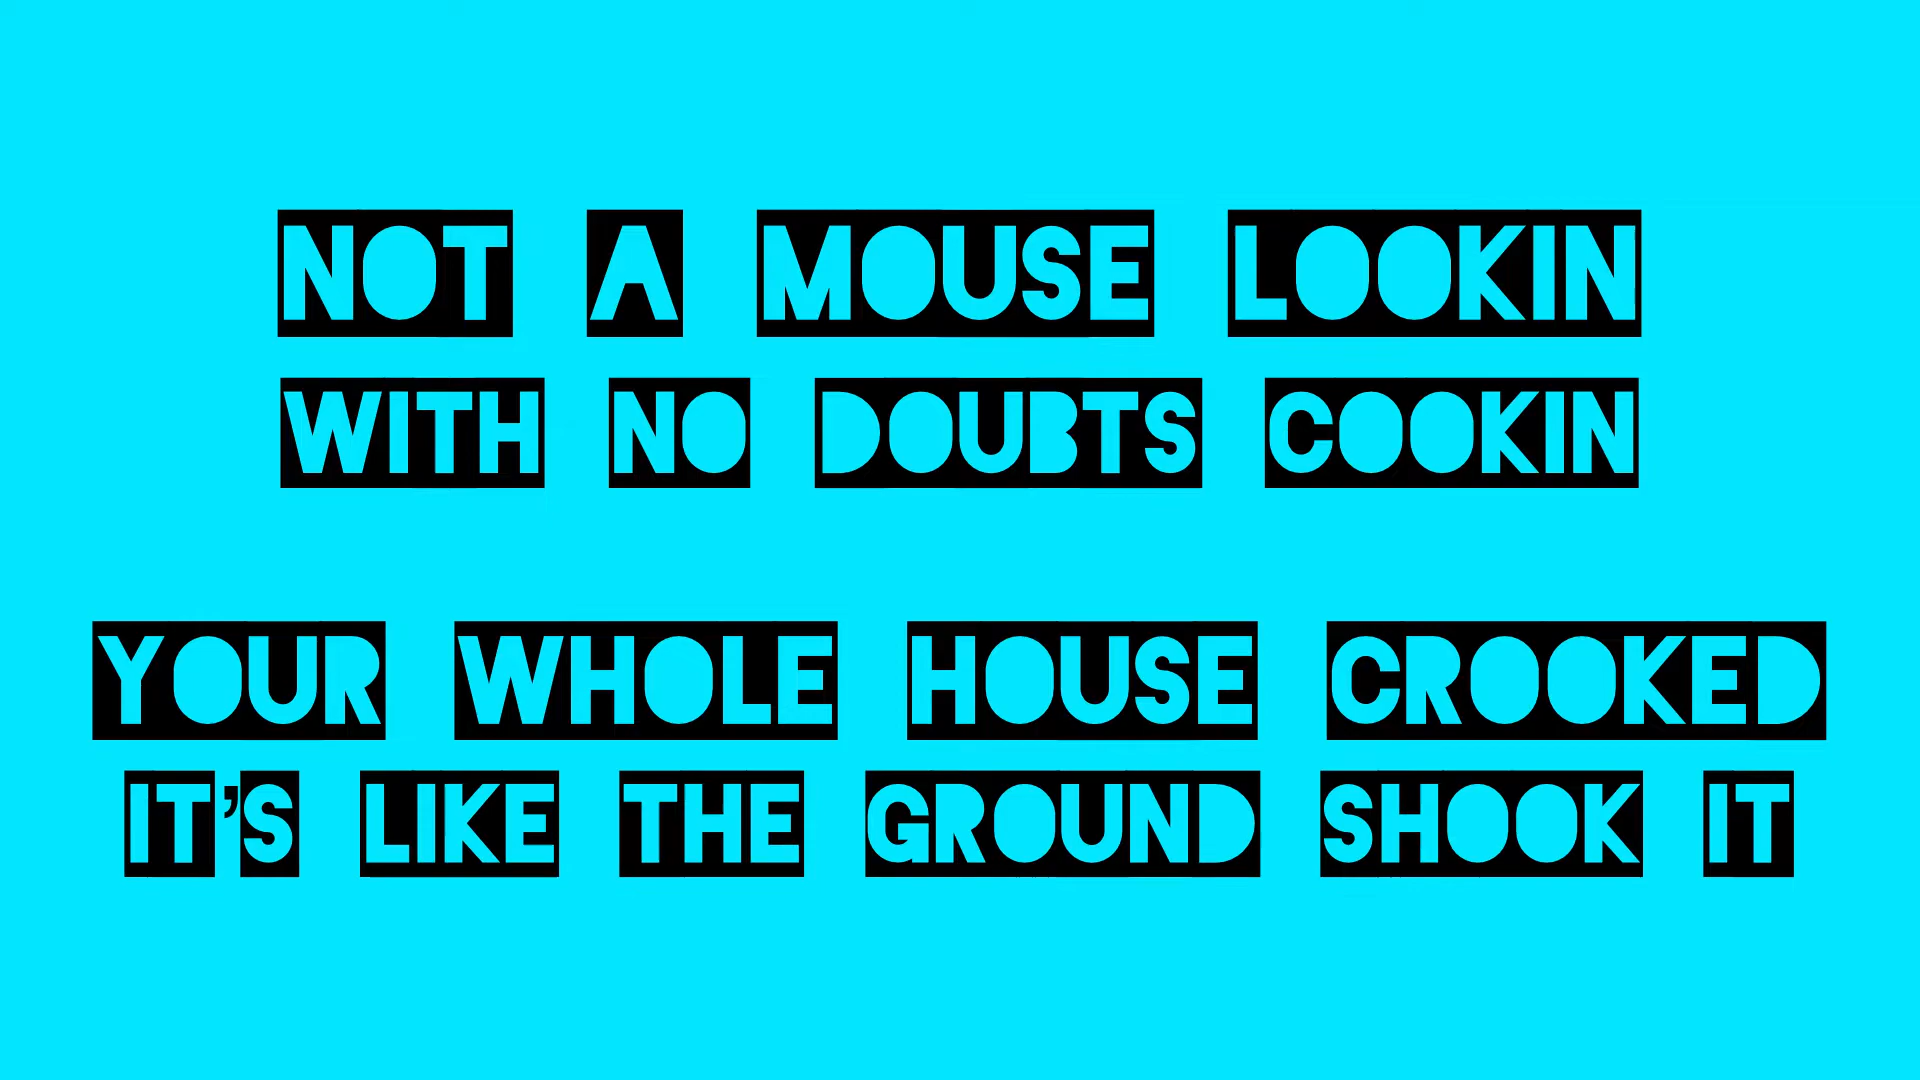 NOT A MOUSE LOOKIN
WITH NO DOUBTS COOKIN
YOUR WHOLE HOUSE CROOKED
IT'S LIKE THE GROUND SHOOK IT